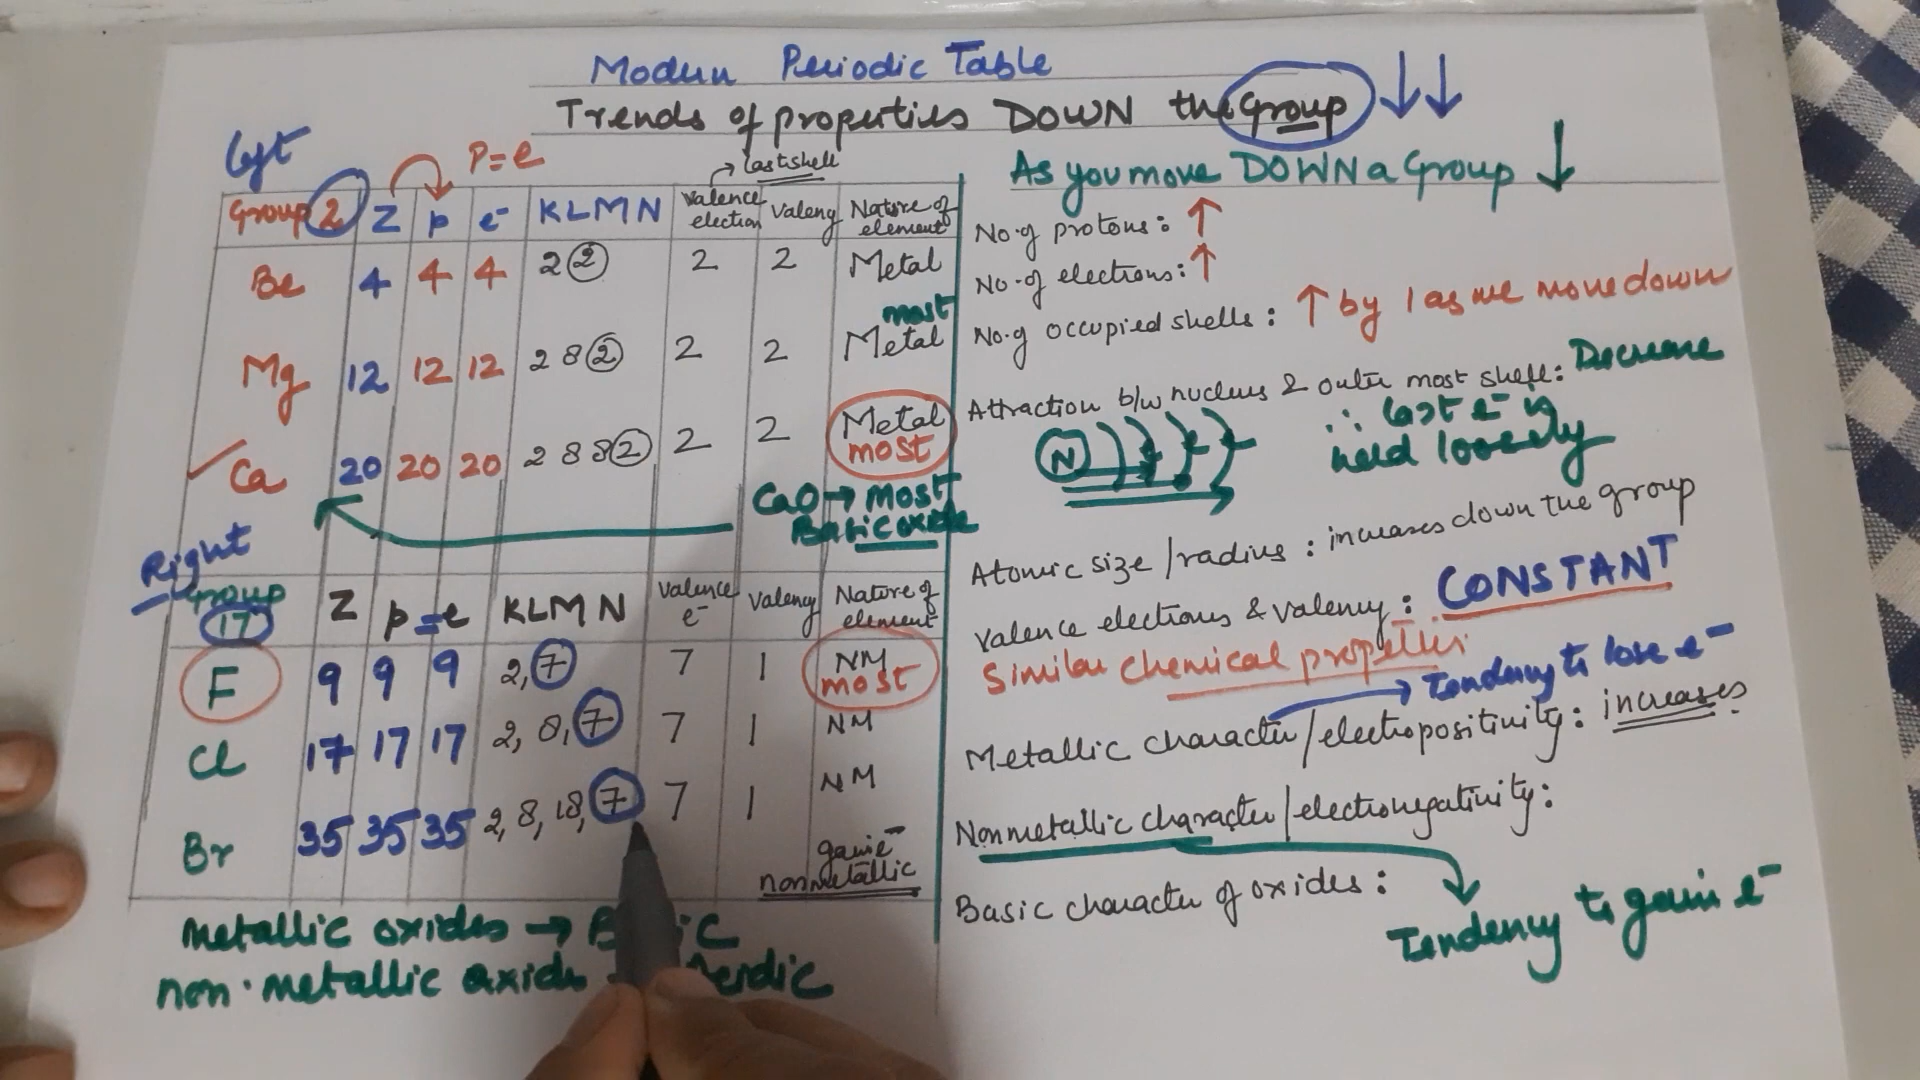 Modern Periodic Table
Trends of properties DOWN the Group
left
P=e
last shell
Group 2 Z p e⁻ KLMN Valence election Valency Nature of element
Be 4 4 4 2 2 2 2 Metal
most
Mg 12 12 12 2 8 2 2 2 Metal
Ca 20 20 20 2 8 8 2 2 2 Metal most
CaO → Most Basic oxide
Right
Group 17 Z p = e KLMN Valence e⁻ Valency Nature of element
F 9 9 9 2, 7 7 1 NM most
Cl 17 17 17 2, 8, 7 7 1 NM
Br 35 35 35 2, 8, 18, 7 7 1 NM
gain e⁻
nonmetallic
Metallic oxides →
non-metallic oxide
As you move DOWN a Group ↓
No. of protons: ↑
No. of electrons: ↑
No. of occupied shells: ↑ by 1 as we move down
Attraction b/w nucleus & outer most shell: Decrease
∴ last e⁻ is
held loosely
N
Atomic size/radius: increases down the group
Valence electrons & valency: CONSTANT
Similar chemical properties
Tendency to lose e⁻
Metallic character/electropositivity: increases
Nonmetallic character/electronegativity:
Basic character of oxides:
Tendency to gain e⁻